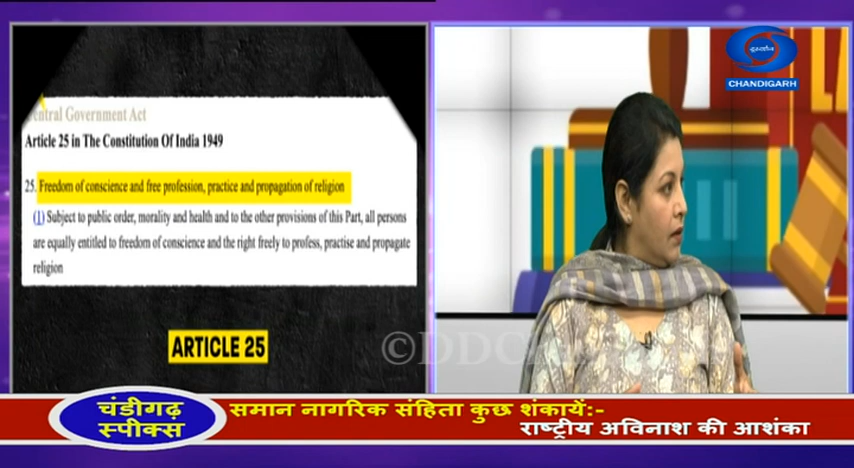 Central Government Act
Article 25 in The Constitution Of India 1949
25. Freedom of conscience and free profession, practice and propagation of religion
(1) Subject to public order, morality and health and to the other provisions of this Part, all persons
are equally entitled to freedom of conscience and the right freely to profess, practise and propagate
religion
ARTICLE 25
दूरदर्शन
CHANDIGARH
चंडीगढ़
स्पीक्स
समान नागरिक संहिता कुछ शंकायें:-
राष्ट्रीय अविनाश की आशंका